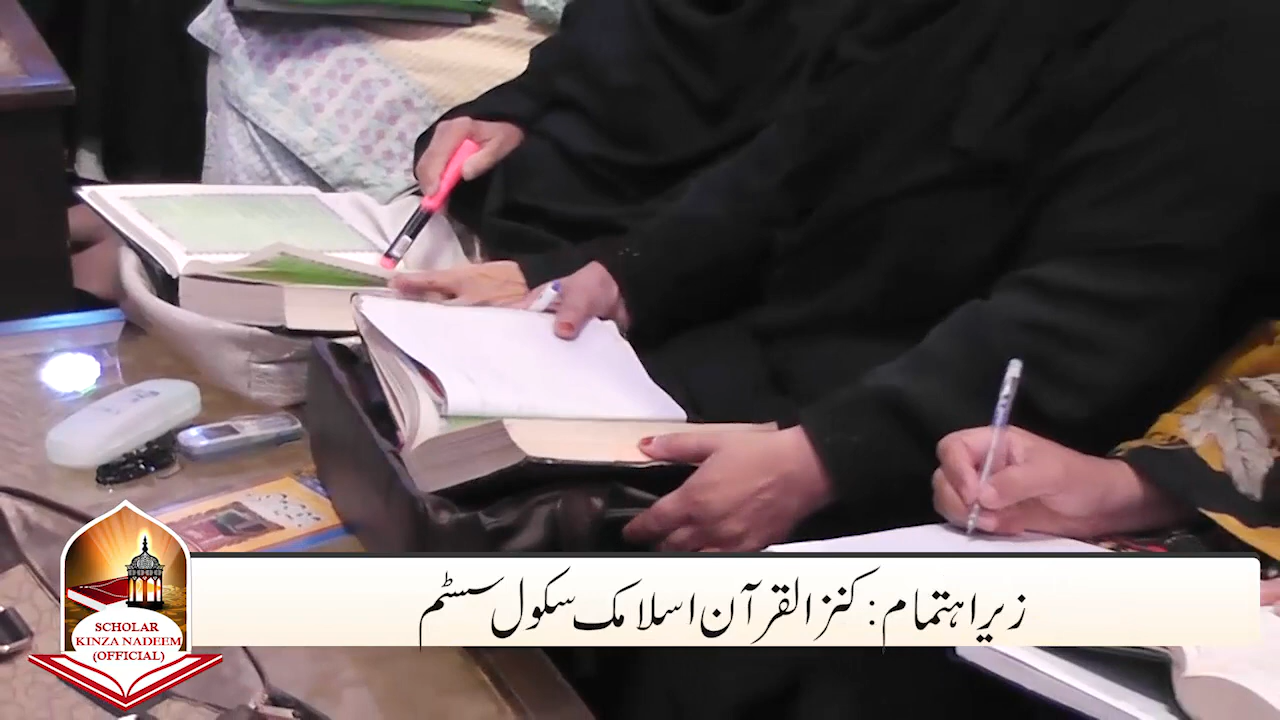 زیر اہتمام: کنز القرآن اسلامک سکول سسٹم
SCHOLAR
KINZA NADEEM
(OFFICIAL)